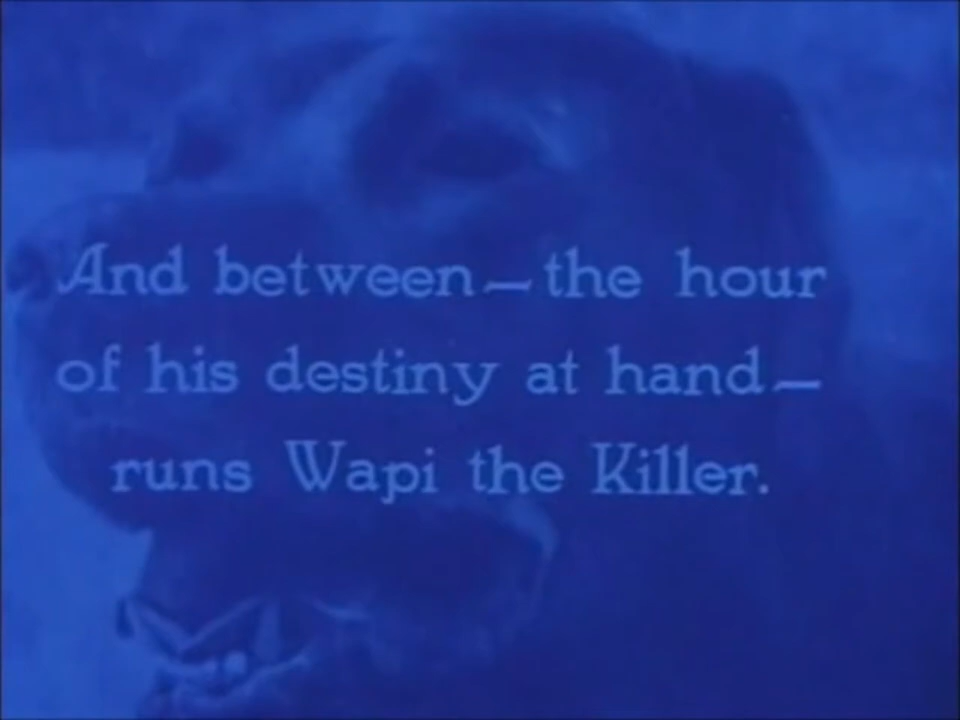 And between—the hour
of his destiny at hand—
runs Wapi the Killer.